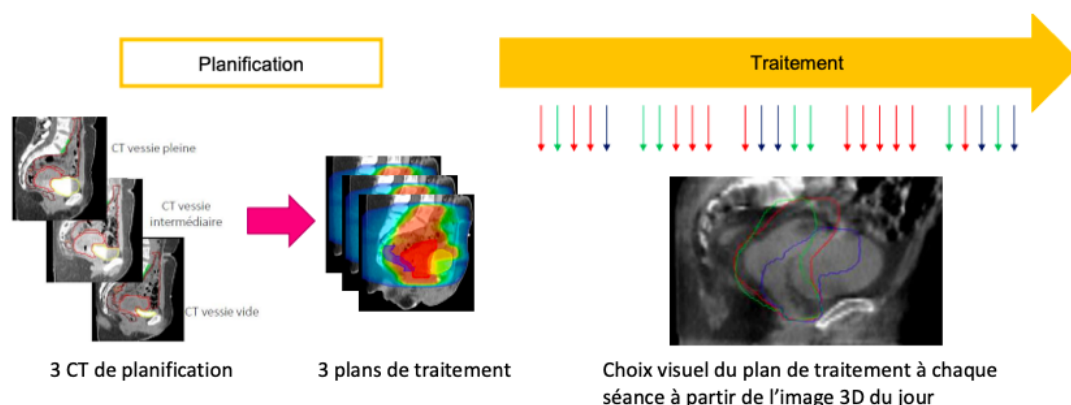 Planification
Traitement
CT vessie pleine
CT vessie
intermédiaire
CT vessie vide
3 CT de planification
3 plans de traitement
Choix visuel du plan de traitement à chaque
séance à partir de l’image 3D du jour